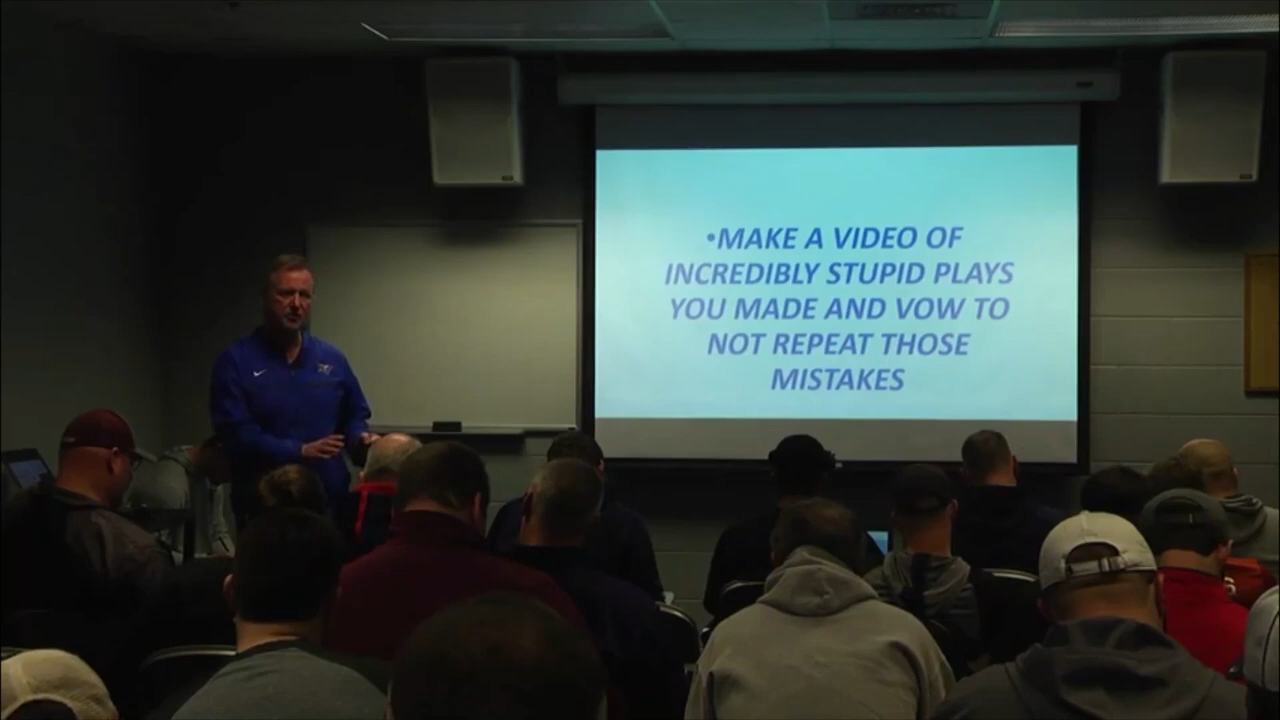 •MAKE A VIDEO OF
INCREDIBLY STUPID PLAYS
YOU MADE AND VOW TO
NOT REPEAT THOSE
MISTAKES